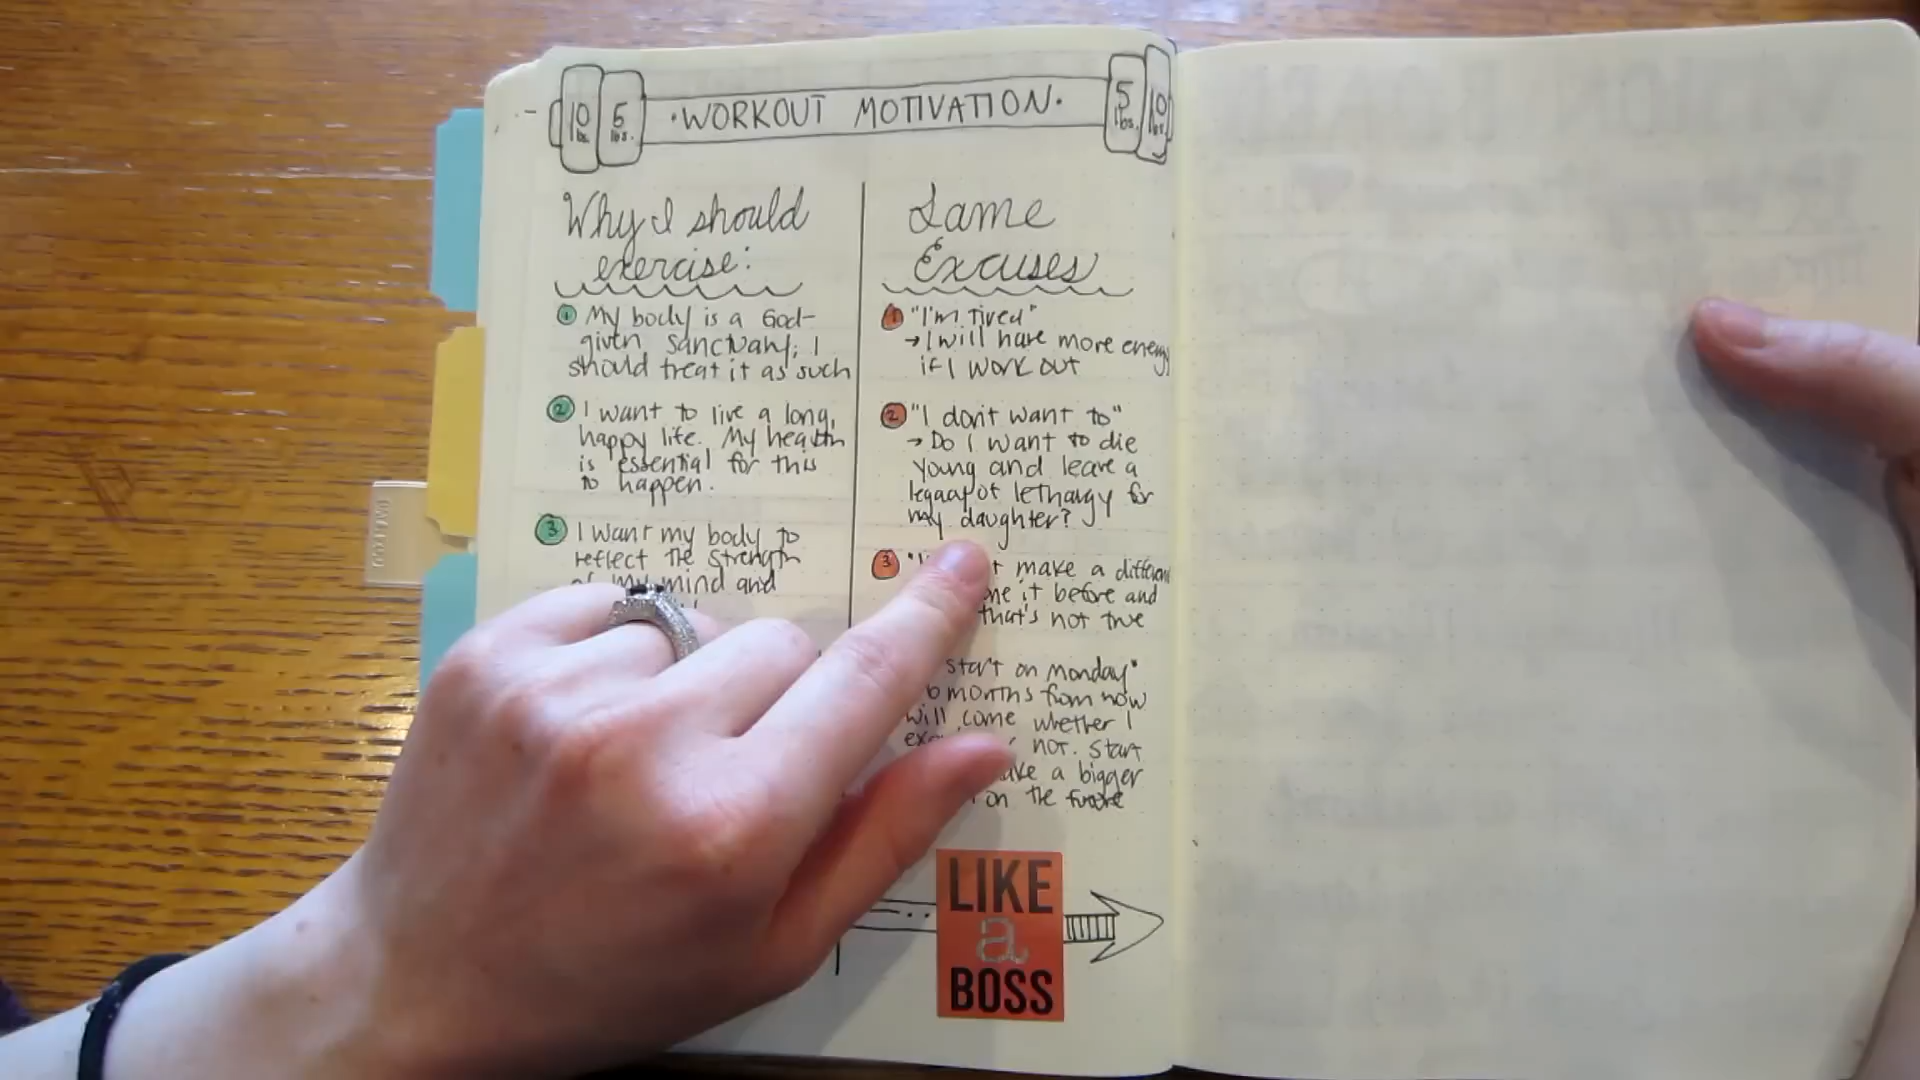 10 lbs. 5 lbs. ·WORKOUT MOTIVATION· 5 lbs. 10 lbs.
Why I should
exercise:
1 My body is a God-
given sanctuary; I
should treat it as such
2 I want to live a long,
happy life. My health
is essential for this
to happen.
3 I want my body to
reflect the strength
of my mind and
Lame
Excuses
1 "I'm tired"
→ I will have more energy
if I work out
2 "I don't want to"
→ Do I want to die
young and leave a
legacy of lethargy for
my daughter?
3 make a differen
it before and
that's not true
start on Monday"
6 months from now
will come whether I
not. Start
a bigger
on the future
LIKE
a
BOSS